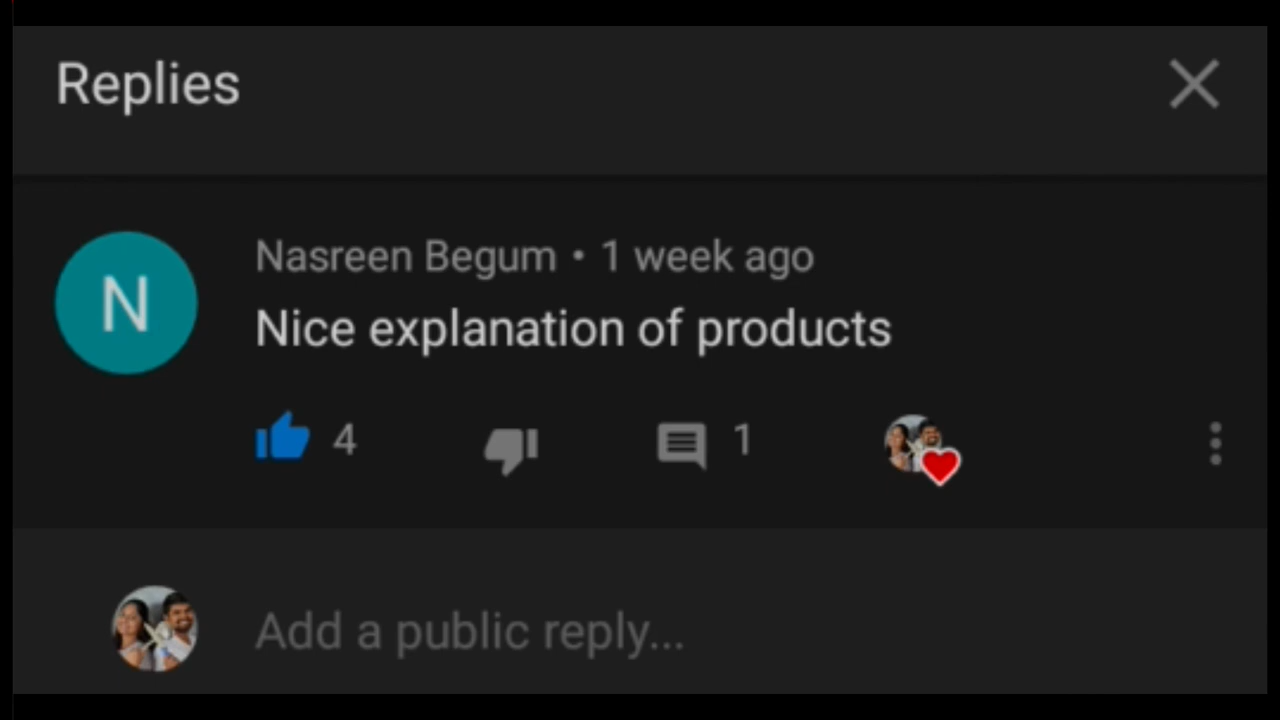 Replies
N
Nasreen Begum • 1 week ago
Nice explanation of products
4
1
Add a public reply...